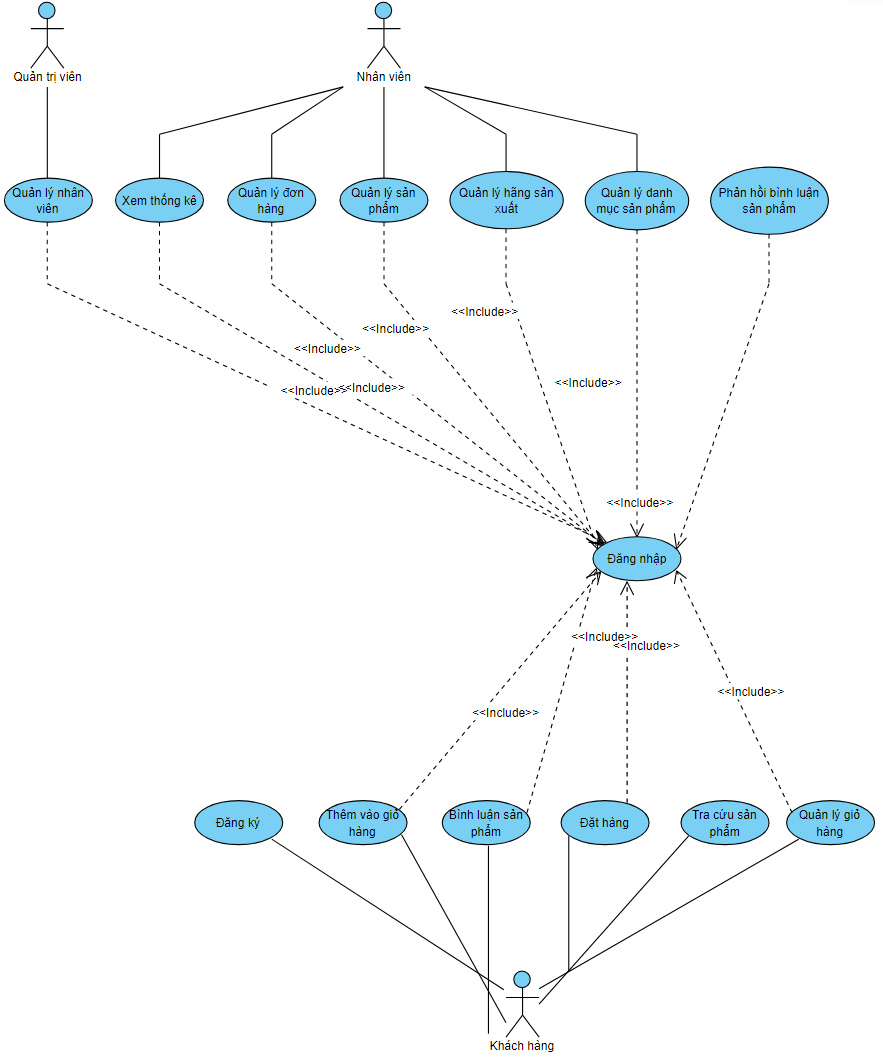 Quản trị viên
Nhân viên
Quản lý nhân
viên
Xem thống kê
Quản lý đơn
hàng
Quản lý sản
phẩm
Quản lý hãng sản
xuất
Quản lý danh
mục sản phẩm
Phản hồi bình luận
sản phẩm
<<Include>>
<<Include>>
<<Include>>
<<Include>>
<<Include>>
<<Include>>
<<Include>>
Đăng nhập
<<Include>>
<<Include>>
<<Include>>
<<Include>>
Đăng ký
Thêm vào giỏ
hàng
Bình luận sản
phẩm
Đặt hàng
Tra cứu sản
phẩm
Quản lý giỏ
hàng
Khách hàng